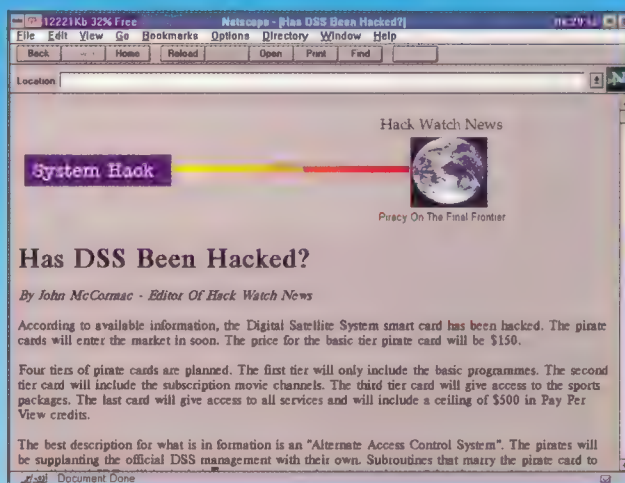 12221Kb 32% Free Netscape - [Has DSS Been Hacked?]
File Edit View Go Bookmarks Options Directory Window Help
Back Home Reload Open Print Find
Location
N
Hack Watch News
System Hack
Piracy On The Final Frontier
Has DSS Been Hacked?
By John McCormac - Editor Of Hack Watch News
According to available information, the Digital Satellite System smart card has been hacked. The pirate
cards will enter the market in soon. The price for the basic tier pirate card will be $150.
Four tiers of pirate cards are planned. The first tier will only include the basic programmes. The second
tier card will include the subscription movie channels. The third tier card will give access to the sports
packages. The last card will give access to all services and will include a ceiling of $500 in Pay Per
View credits.
The best description for what is in formation is an "Alternate Access Control System". The pirates will
be supplanting the official DSS management with their own. Subroutines that marry the pirate card to
Document Done